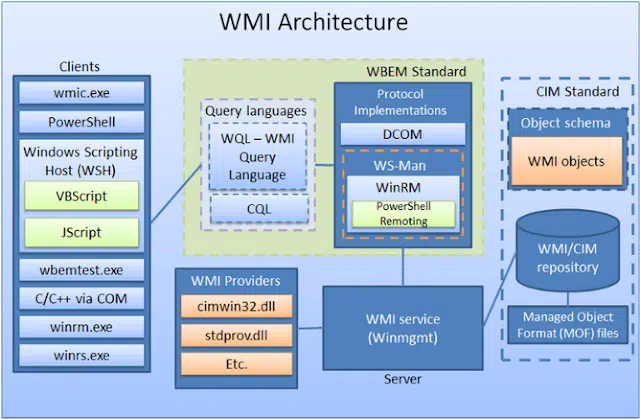 WMI Architecture
Clients
wmic.exe
PowerShell
Windows Scripting
Host (WSH)
VBScript
JScript
wbemtest.exe
C/C++ via COM
winrm.exe
winrs.exe
WBEM Standard
Query languages
WQL – WMI
Query
Language
CQL
Protocol
Implementations
DCOM
WS-Man
WinRM
PowerShell
Remoting
CIM Standard
Object schema
WMI objects
WMI/CIM
repository
Managed Object
Format (MOF) files
WMI Providers
cimwin32.dll
stdprov.dll
Etc.
WMI service
(Winmgmt)
Server